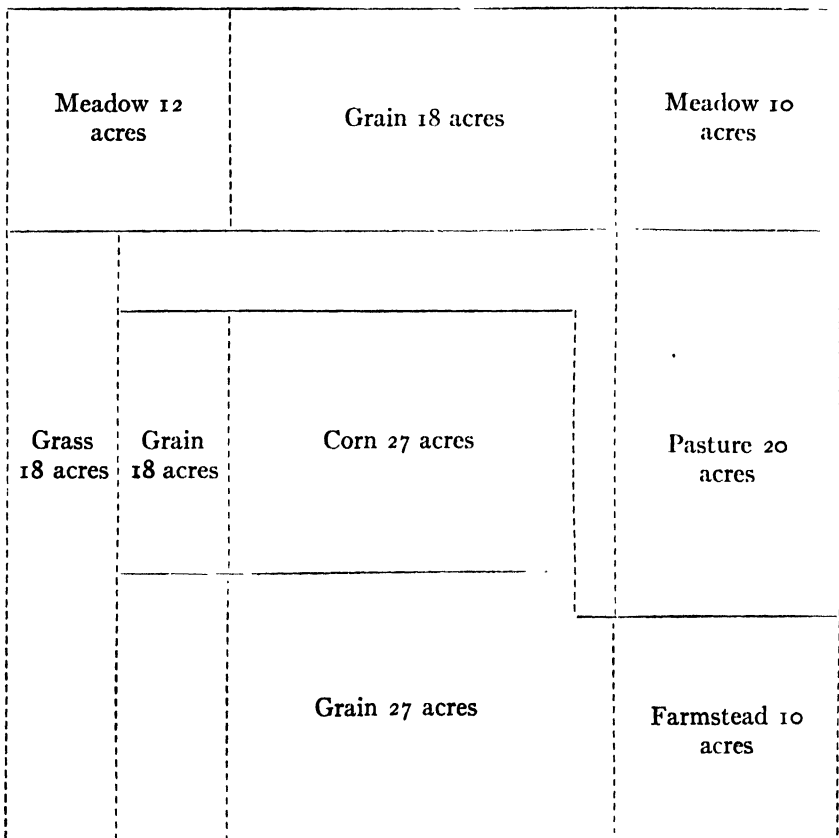 Meadow 12
acres
Grain 18 acres
Meadow 10
acres
Grass
18 acres
Grain
18 acres
Corn 27 acres
Pasture 20
acres
Grain 27 acres
Farmstead 10
acres